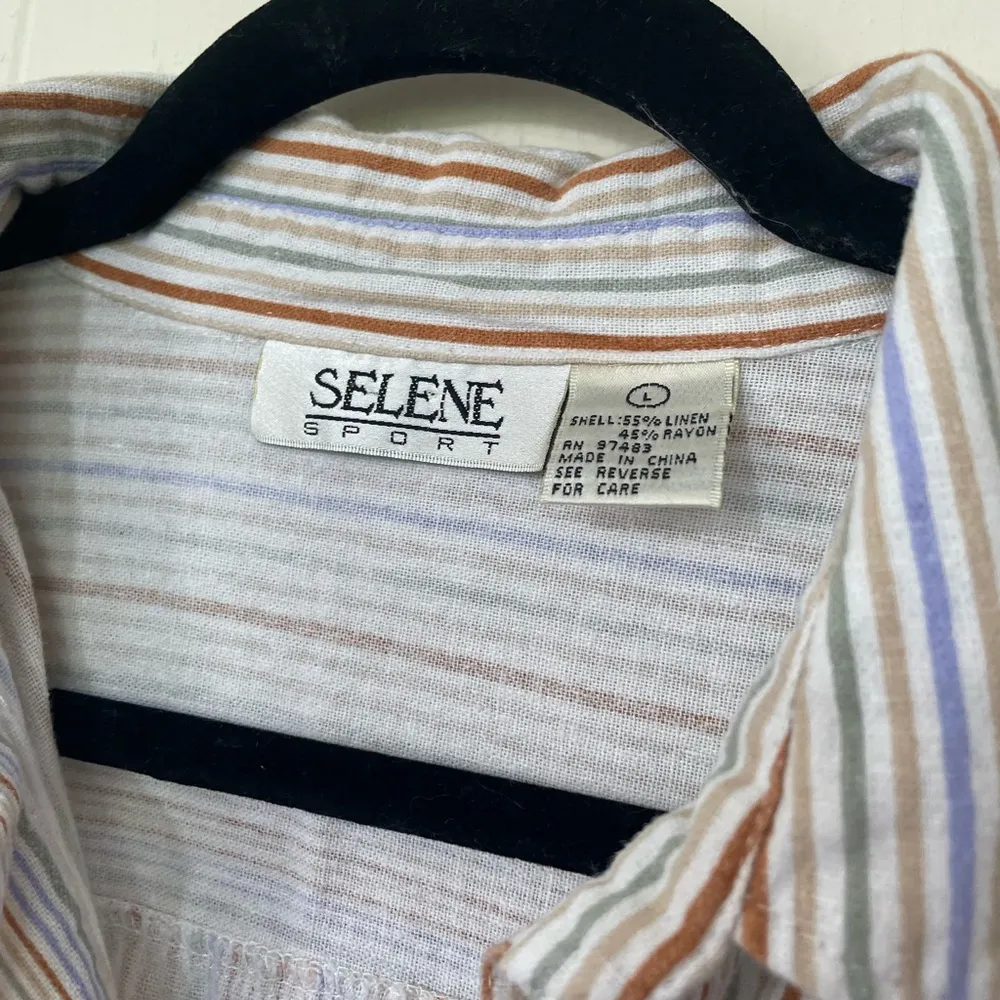 SELENE
SPORT
L
SHELL:55% LINEN
45% RAYON
RN 97483
MADE IN CHINA
SEE REVERSE
FOR CARE